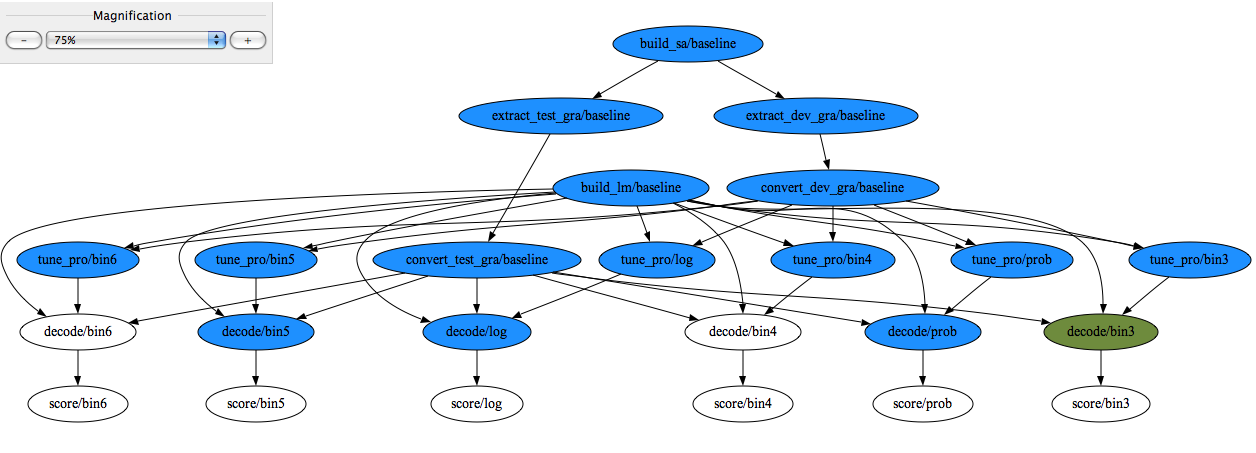 Magnification
- 75% +
build_sa/baseline
extract_test_gra/baseline extract_dev_gra/baseline
build_lm/baseline convert_dev_gra/baseline
tune_pro/bin6 tune_pro/bin5 convert_test_gra/baseline tune_pro/log tune_pro/bin4 tune_pro/prob tune_pro/bin3
decode/bin6 decode/bin5 decode/log decode/bin4 decode/prob decode/bin3
score/bin6 score/bin5 score/log score/bin4 score/prob score/bin3